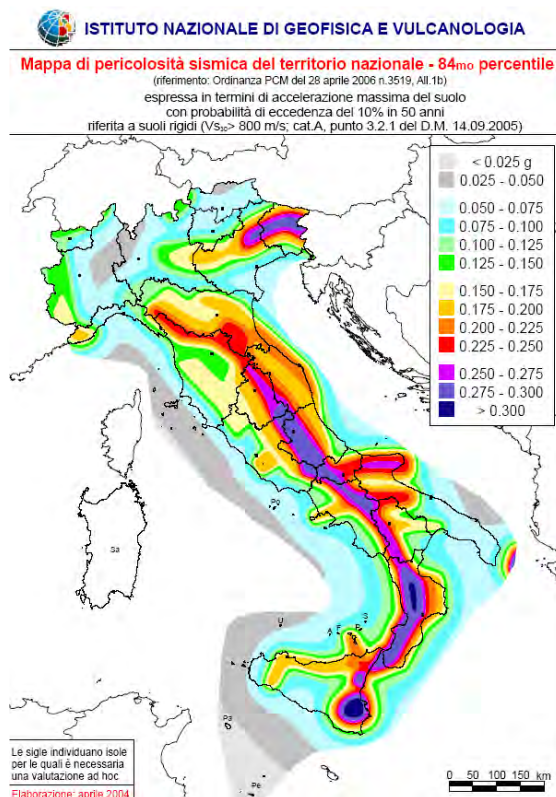 ISTITUTO NAZIONALE DI GEOFISICA E VULCANOLOGIA
Mappa di pericolosità sismica del territorio nazionale - 84mo percentile
(riferimento: Ordinanza PCM del 28 aprile 2006 n.3519, All.1b)
espressa in termini di accelerazione massima del suolo
con probabilità di eccedenza del 10% in 50 anni
riferita a suoli rigidi (Vs30> 800 m/s; cat.A, punto 3.2.1 del D.M. 14.09.2005)
< 0.025 g
0.025 - 0.050
0.050 - 0.075
0.075 - 0.100
0.100 - 0.125
0.125 - 0.150
0.150 - 0.175
0.175 - 0.200
0.200 - 0.225
0.225 - 0.250
0.250 - 0.275
0.275 - 0.300
> 0.300
Po
Sa
U
A
F
S
Pa
Pe
Le sigle individuano isole
per le quali è necessaria
una valutazione ad hoc
Elaborazione: aprile 2004
0 50 100 150 km